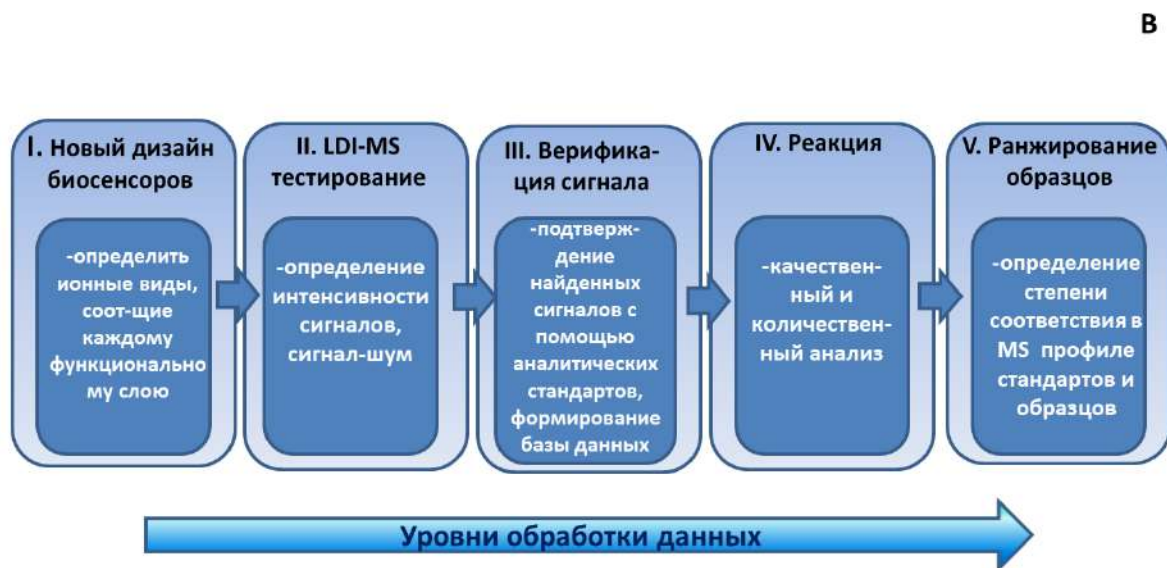 В
I. Новый дизайн
биосенсоров
-определить
ионные виды,
соот-щие
каждому
функционально
му слою
II. LDI-MS
тестирование
-определение
интенсивности
сигналов,
сигнал-шум
III. Верифика-
ция сигнала
-подтверж-
дение
найденных
сигналов с
помощью
аналитических
стандартов,
формирование
базы данных
IV. Реакция
-качествен-
ный и
количествен-
ный анализ
V. Ранжирование
образцов
-определение
степени
соответствия в
MS профиле
стандартов и
образцов
Уровни обработки данных